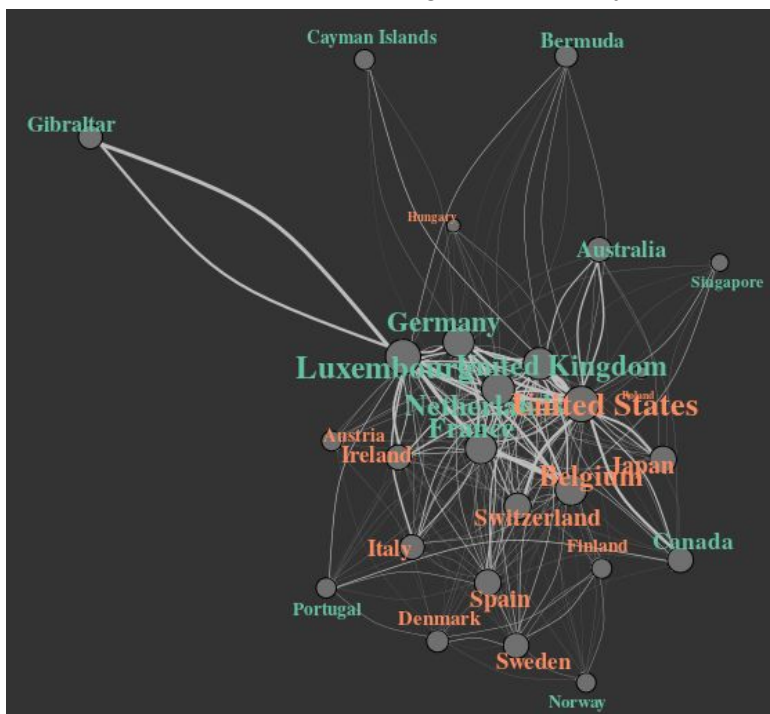 Cayman Islands
Bermuda
Gibraltar
Hungary
Australia
Singapore
Germany
Luxembourg
United Kingdom
Poland
Netherlands
United States
France
Austria
Ireland
Japan
Belgium
Switzerland
Italy
Finland
Canada
Spain
Portugal
Denmark
Sweden
Norway